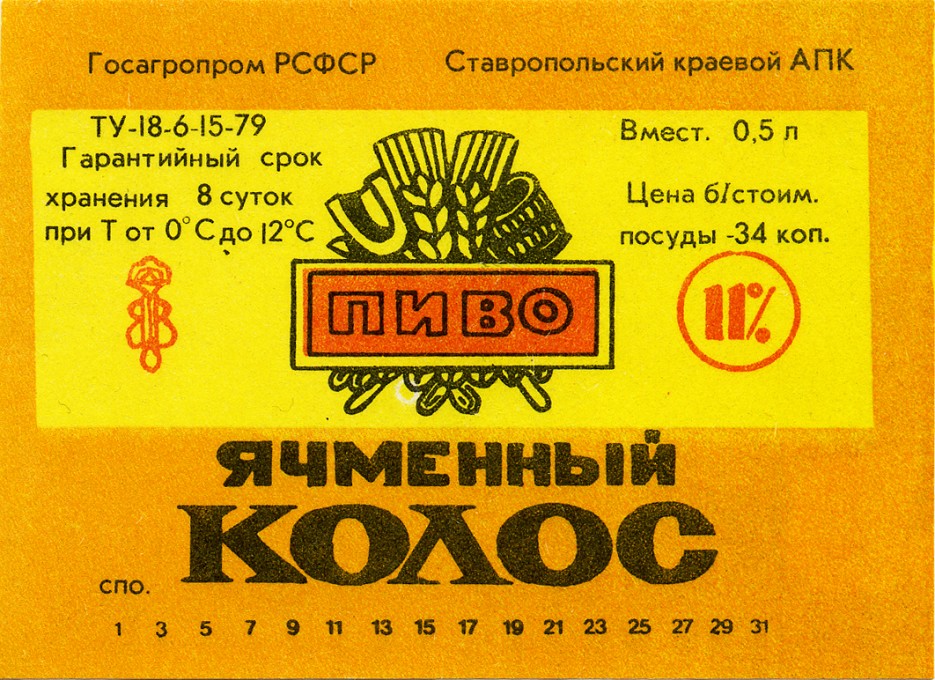 Госагропром РСФСР
Ставропольский краевой АПК
ТУ-18-6-15-79
Гарантийный срок
хранения 8 суток
при Т от 0°С до 12°С
Вмест. 0,5 л
Цена б/стоим.
посуды -34 коп.
ПИВО
11%
ЯЧМЕННЫЙ
КОЛОС
СПО.
1 3 5 7 9 11 13 15 17 19 21 23 25 27 29 31